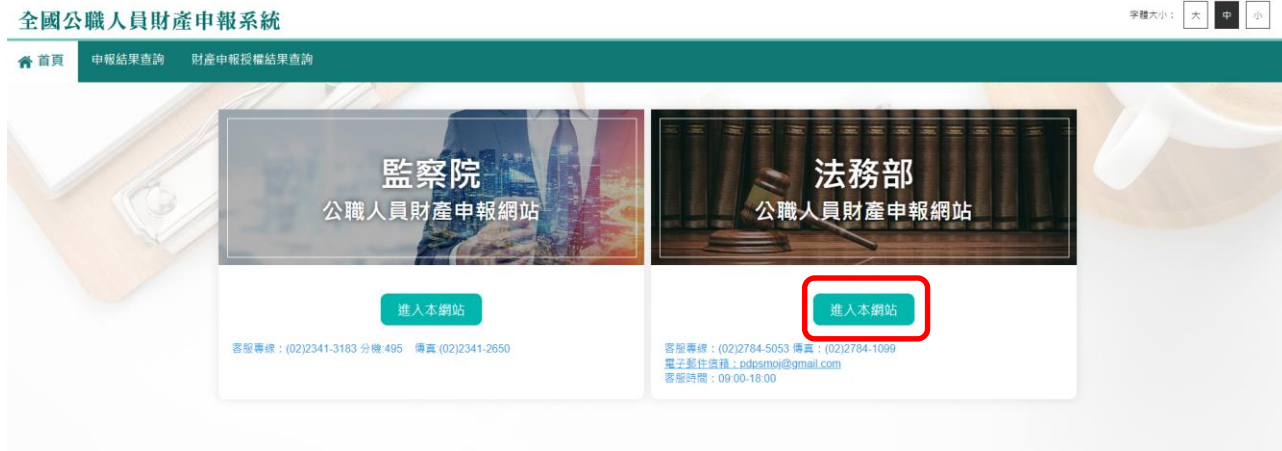 全國公職人員財產申報系統
字體大小： 大 中 小
首頁 申報結果查詢 財產申報授權結果查詢
監察院
公職人員財產申報網站
進入本網站
客服專線：(02)2341-3183 分機:495 傳真:(02)2341-2650
法務部
公職人員財產申報網站
進入本網站
客服專線：(02)2784-5053 傳真：(02)2784-1099
電子郵件信箱：pdpsmoj@gmail.com
客服時間：09:00-18:00